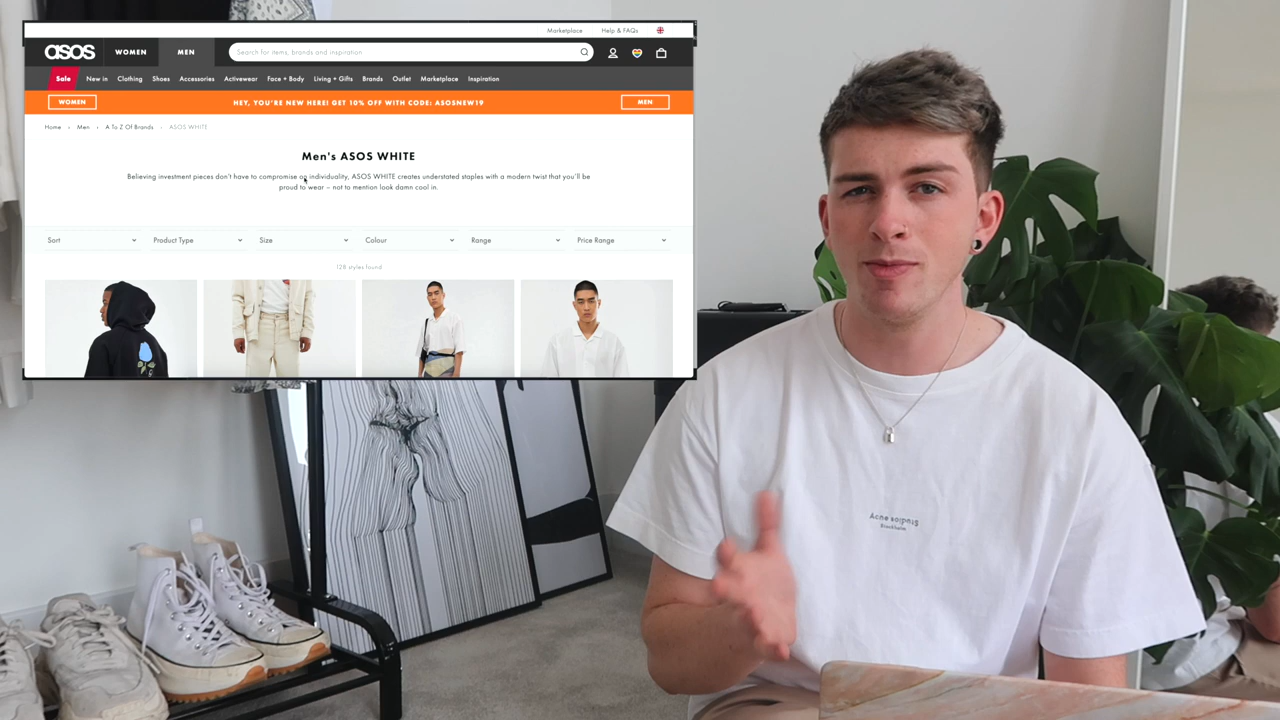 Marketplace Help & FAQs
asos WOMEN MEN Search for items, brands and inspiration
Sale New in Clothing Shoes Accessories Activewear Face + Body Living + Gifts Brands Outlet Marketplace Inspiration
WOMEN HEY, YOU'RE NEW HERE! GET 10% OFF WITH CODE: ASOSNEW19 MEN
Home › Men › A To Z Of Brands › ASOS WHITE
Men's ASOS WHITE
Believing investment pieces don't have to compromise on individuality, ASOS WHITE creates understated staples with a modern twist that you'll be
proud to wear – not to mention look damn cool in.
Sort Product Type Size Colour Range Price Range
128 styles found
Acne Studios
Stockholm